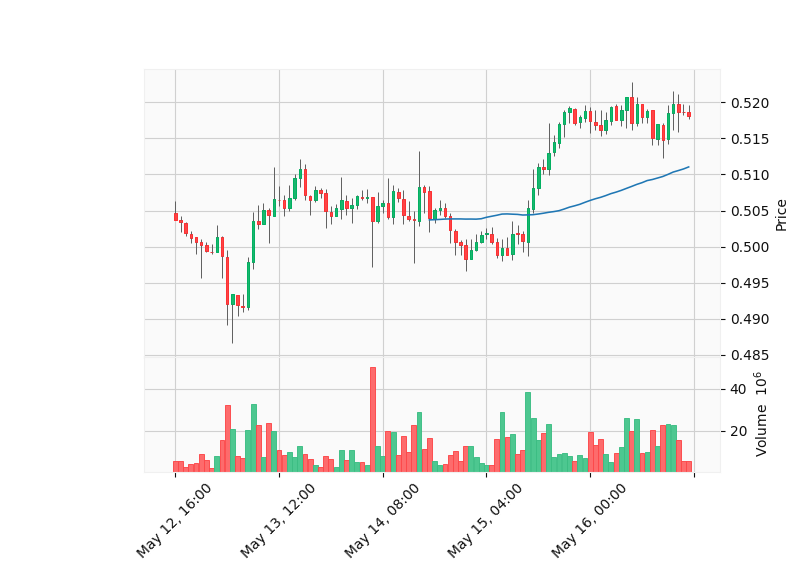 0.520
0.515
0.510
0.505
0.500
0.495
0.490
0.485
Price
40
20
Volume 10^6
May 12, 16:00
May 13, 12:00
May 14, 08:00
May 15, 04:00
May 16, 00:00